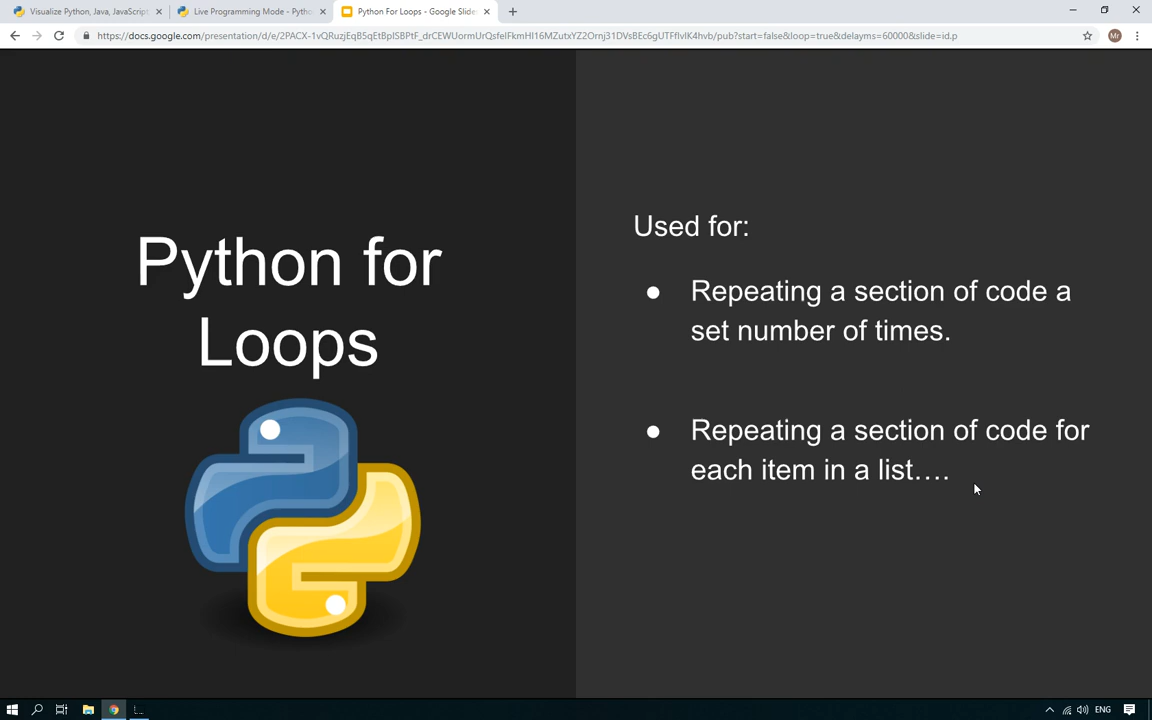 Visualize Python, Java, JavaScript
Live Programming Mode - Pytho
Python For Loops - Google Slide
https://docs.google.com/presentation/d/e/2PACX-1vQRuzjEqB5qEtBpISBPtF_drCEWUormUrQsfeIFkmHI16MZutxYZ2Ornj31DVsBEc6gUTFfIvIK4hvb/pub?start=false&loop=true&delayms=60000&slide=id.p
Mr
Python for
Loops
Used for:
● Repeating a section of code a
set number of times.
● Repeating a section of code for
each item in a list….
ENG